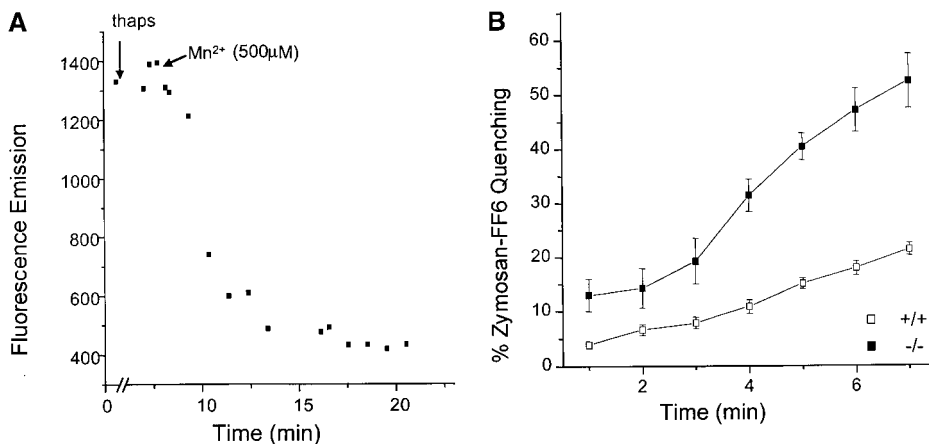 A
thaps
Mn²⁺ (500µM)
1400
1200
1000
800
600
400
Fluorescence Emission
0 10 15 20
Time (min)
B
60
50
40
30
20
10
0
% Zymosan-FF6 Quenching
+/+
-/-
2 4 6
Time (min)